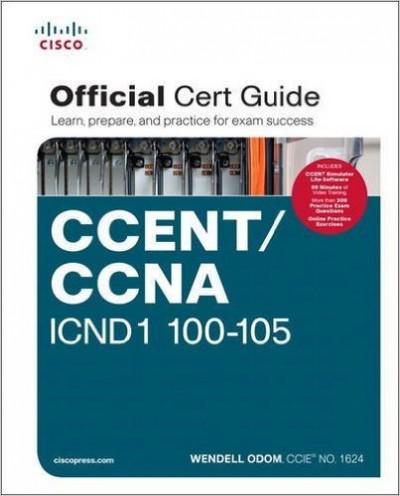 CISCO
Official Cert Guide
Learn, prepare, and practice for exam success
INCLUDES
CCENT® Simulator
Lite Software
60 Minutes of
Video Training
More than 200
Practice Exam
Questions
Online Practice
Exercises
CCENT/
CCNA
ICND1 100-105
ciscopress.com
WENDELL ODOM, CCIE® NO. 1624